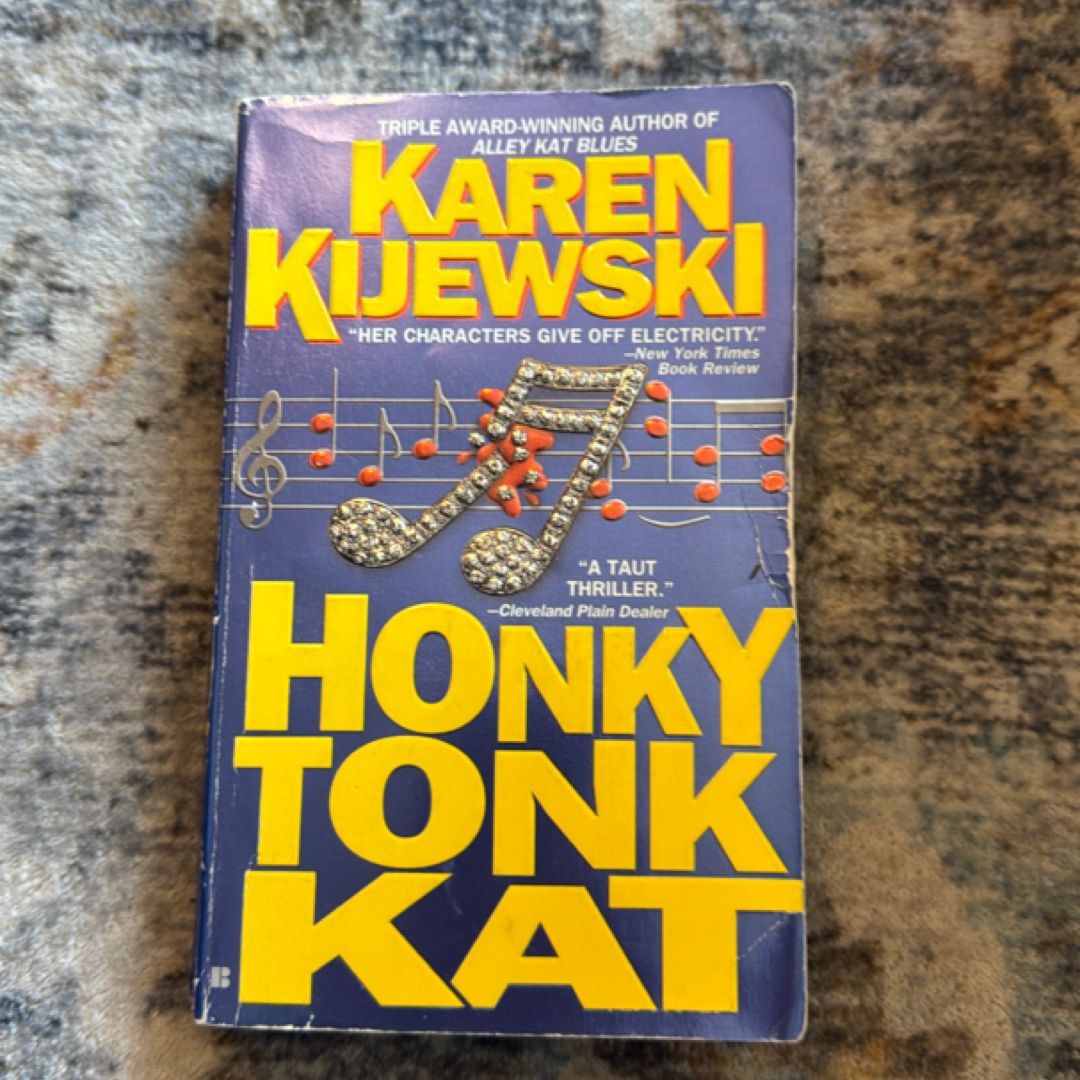 TRIPLE AWARD-WINNING AUTHOR OF
ALLEY KAT BLUES
KAREN
KIJEWSKI
“HER CHARACTERS GIVE OFF ELECTRICITY.”
—New York Times
Book Review
“A TAUT
THRILLER.”
—Cleveland Plain Dealer
HONKY
TONK
KAT
B